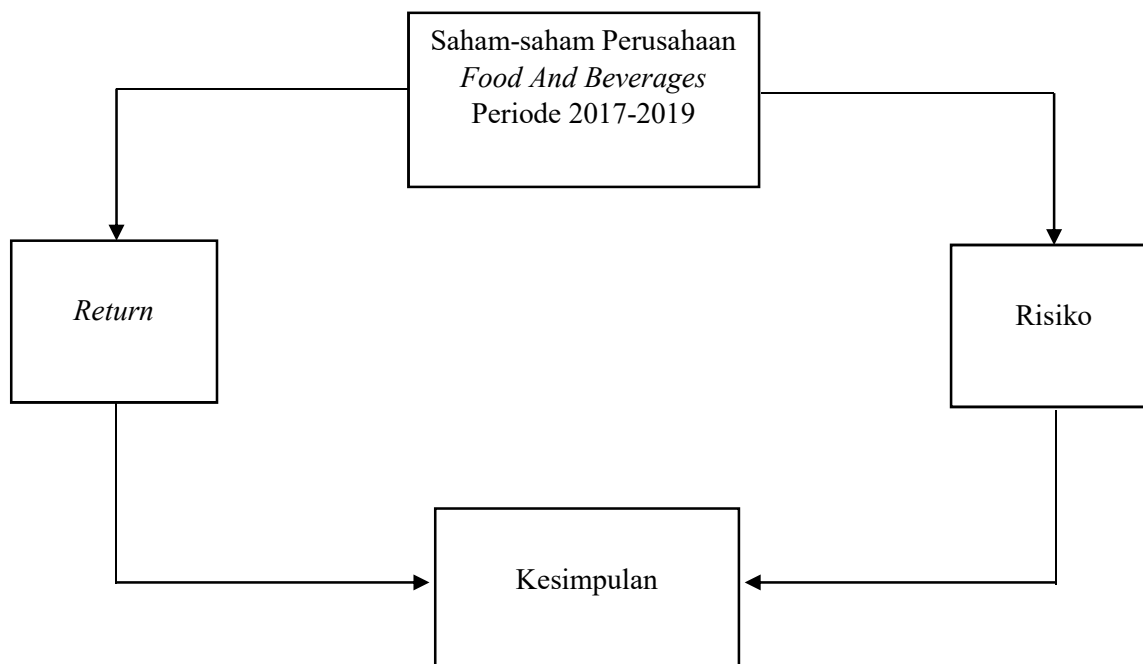 Saham-saham Perusahaan
Food And Beverages
Periode 2017-2019
Return
Risiko
Kesimpulan